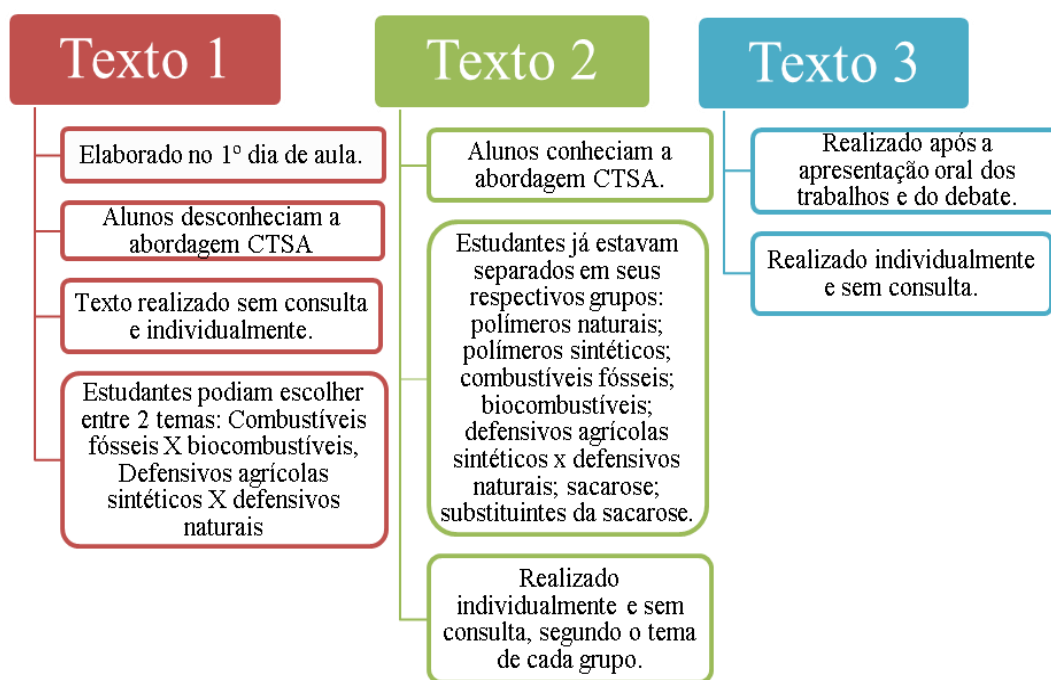 Texto 1
Elaborado no 1º dia de aula.
Alunos desconheciam a
abordagem CTSA
Texto realizado sem consulta
e individualmente.
Estudantes podiam escolher
entre 2 temas: Combustíveis
fósseis X biocombustíveis,
Defensivos agrícolas
sintéticos X defensivos
naturais
Texto 2
Alunos conheciam a
abordagem CTSA.
Estudantes já estavam
separados em seus
respectivos grupos:
polímeros naturais;
polímeros sintéticos;
combustíveis fósseis;
biocombustíveis;
defensivos agrícolas
sintéticos x defensivos
naturais; sacarose;
substituintes da sacarose.
Realizado
individualmente e sem
consulta, segundo o tema
de cada grupo.
Texto 3
Realizado após a
apresentação oral dos
trabalhos e do debate.
Realizado individualmente
e sem consulta.